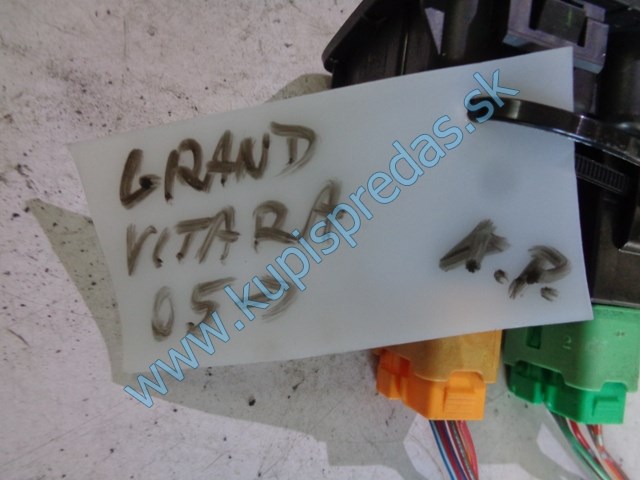 GRAND
VITARA
05→
X.P.
www.kupispredas.sk